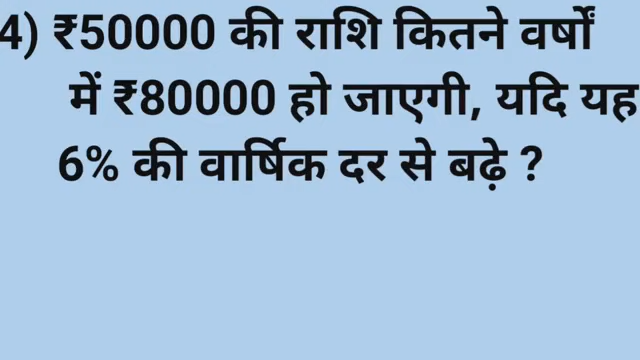 4) ₹50000 की राशि कितने वर्षों
में ₹80000 हो जाएगी, यदि यह
6% की वार्षिक दर से बढ़े ?